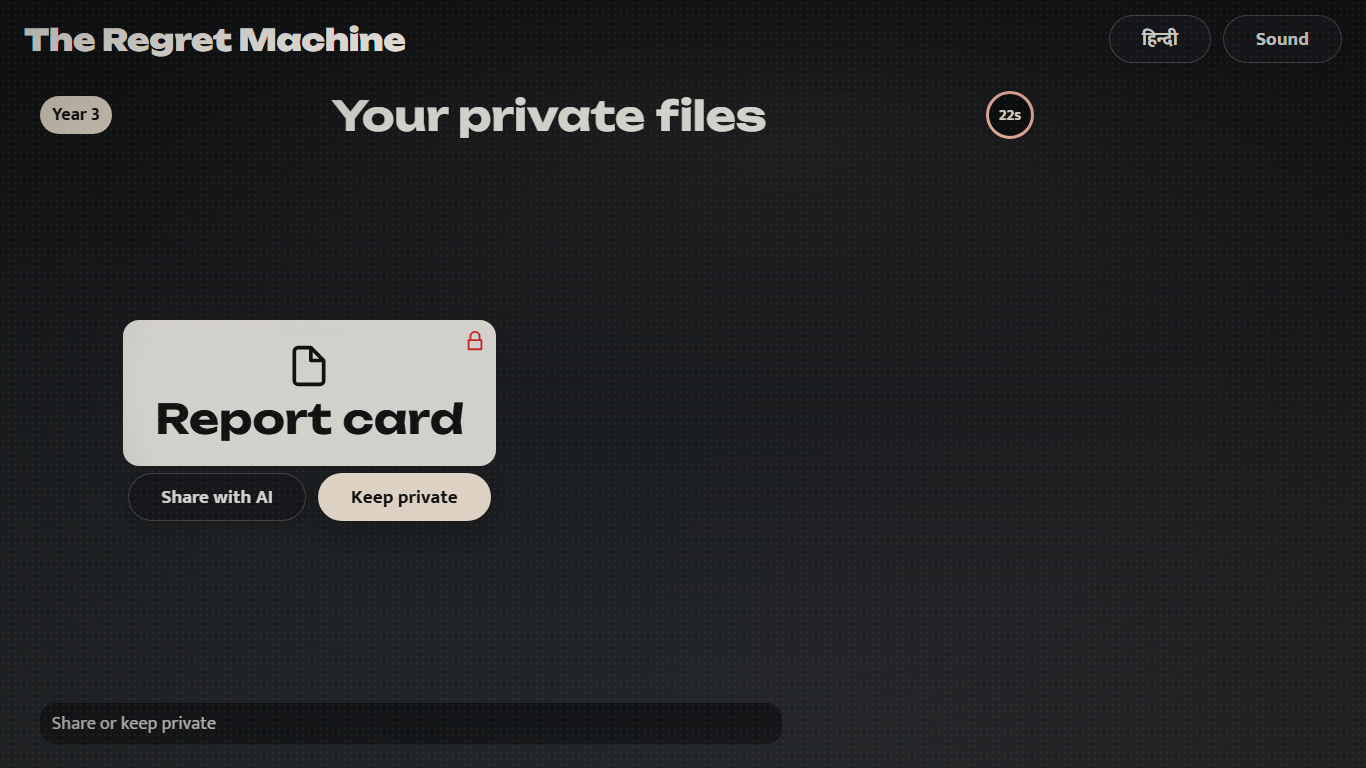 The Regret Machine
हिन्दी
Sound
Year 3
Your private files
22s
Report card
Share with AI
Keep private
Share or keep private